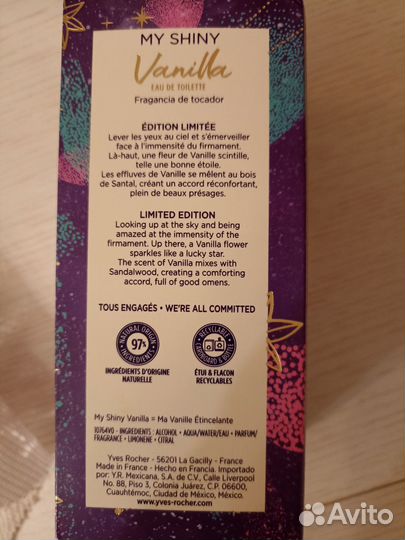 MY SHINY
Vanilla
EAU DE TOILETTE
Fragancia de tocador
ÉDITION LIMITÉE
Lever les yeux au ciel et s'émerveiller
face à l'immensité du firmament.
Là-haut, une fleur de Vanille scintille,
telle une bonne étoile.
Les effluves de Vanille se mêlent au bois
de Santal, créant un accord réconfortant,
plein de beaux présages.
LIMITED EDITION
Looking up at the sky and being
amazed at the immensity of the
firmament. Up there, a Vanilla flower
sparkles like a lucky star.
The scent of Vanilla mixes with
Sandalwood, creating a comforting
accord, full of good omens.
TOUS ENGAGÉS • WE'RE ALL COMMITTED
NATURAL ORIGIN
97%
INGREDIENTS
RECYCLABLE
CARDBOARD & BOTTLE
INGRÉDIENTS D'ORIGINE
NATURELLE
ÉTUI & FLACON
RECYCLABLES
My Shiny Vanilla = Ma Vanille Étincelante
10764V0 - INGREDIENTS : ALCOHOL • AQUA/WATER/EAU • PARFUM/
FRAGRANCE • LIMONENE • CITRAL
Yves Rocher - 56201 La Gacilly - France
Made in France - Hecho en Francia. Importado
por: Y.R. Mexicana, S.A. de C.V., Calle Liverpool
No. 88, Piso 3, Colonia Juárez, C.P. 06600,
Cuauhtémoc, Ciudad de México, México
www.yves-rocher.com
Avito